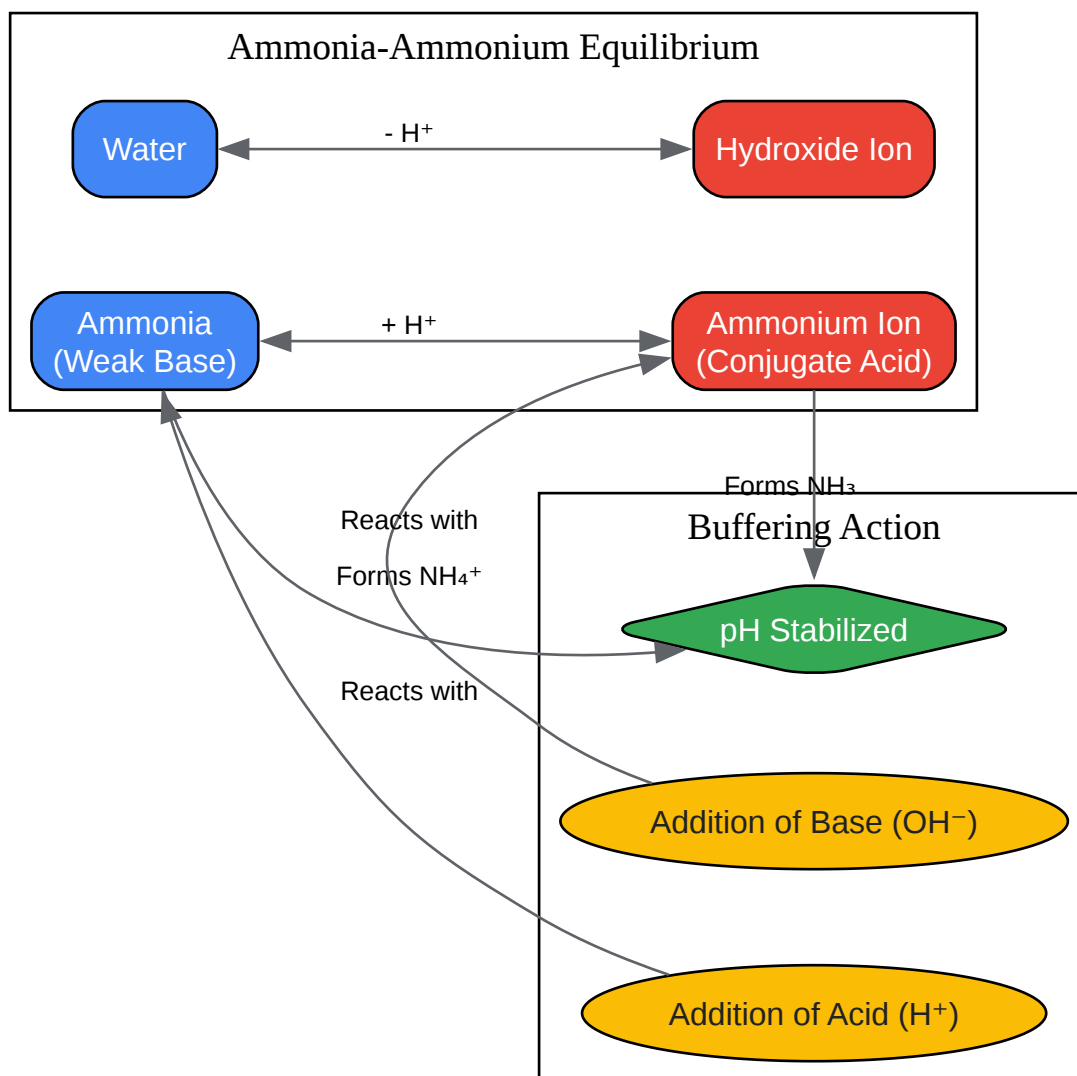 Ammonia-Ammonium Equilibrium
Water
- H⁺
Hydroxide Ion
Ammonia
(Weak Base)
+ H⁺
Ammonium Ion
(Conjugate Acid)
Forms NH₃
Buffering Action
Reacts with
Forms NH₄⁺
pH Stabilized
Reacts with
Addition of Base (OH⁻)
Addition of Acid (H⁺)